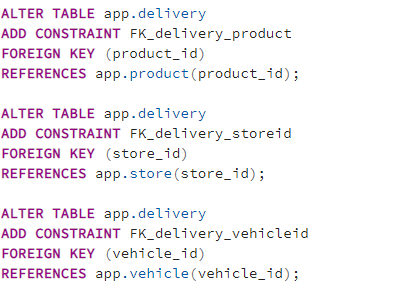 ALTER TABLE app.delivery
ADD CONSTRAINT FK_delivery_product
FOREIGN KEY (product_id)
REFERENCES app.product(product_id);

ALTER TABLE app.delivery
ADD CONSTRAINT FK_delivery_storeid
FOREIGN KEY (store_id)
REFERENCES app.store(store_id);

ALTER TABLE app.delivery
ADD CONSTRAINT FK_delivery_vehicleid
FOREIGN KEY (vehicle_id)
REFERENCES app.vehicle(vehicle_id);